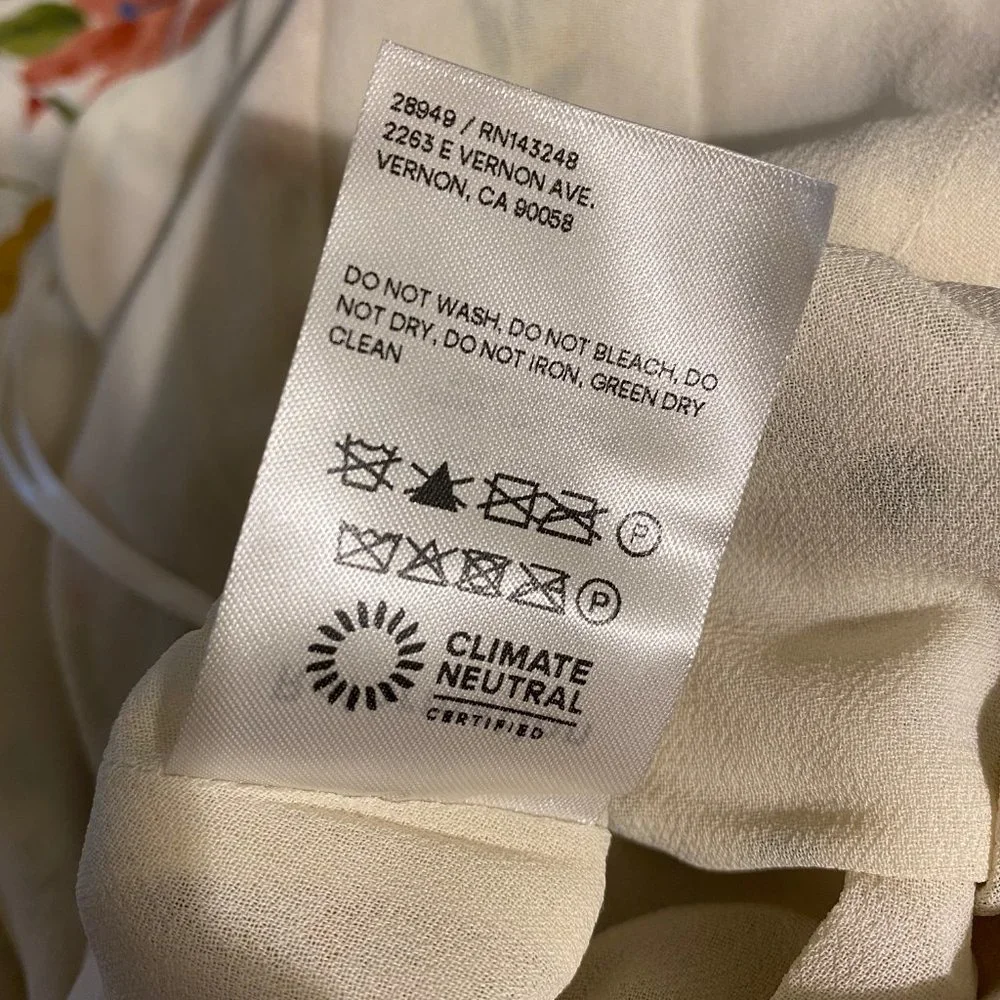 28949 / RN143248
2263 E VERNON AVE.
VERNON, CA 90058
DO NOT WASH, DO NOT BLEACH, DO
NOT DRY, DO NOT IRON, GREEN DRY
CLEAN
P
P
CLIMATE
NEUTRAL
CERTIFIED